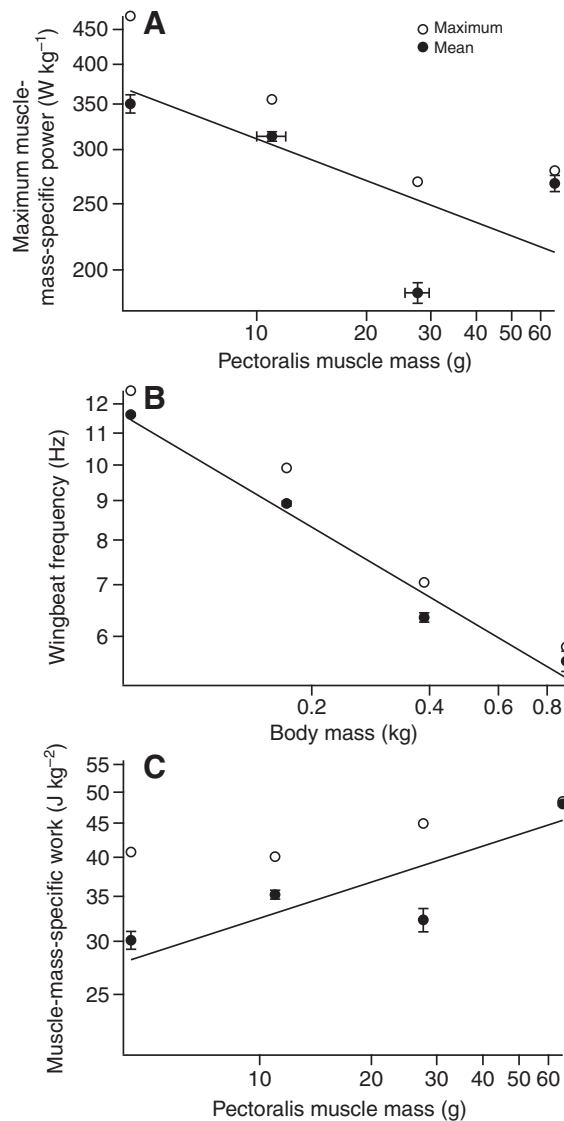 A
Maximum
Mean
Maximum muscle-
mass-specific power (W kg⁻¹)
450
400
350
300
250
200
10 20 30 40 50 60
Pectoralis muscle mass (g)
B
Wingbeat frequency (Hz)
12
11
10
9
8
7
6
0.2 0.4 0.6 0.8
Body mass (kg)
C
Muscle-mass-specific work (J kg⁻²)
55
50
45
40
35
30
25
10 20 30 40 50 60
Pectoralis muscle mass (g)